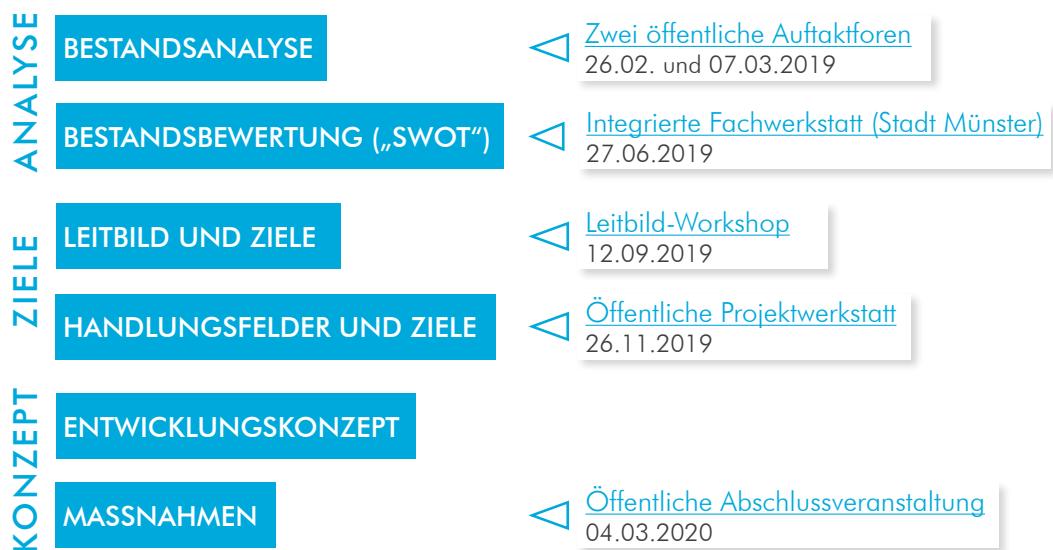 ANALYSE
BESTANDSANALYSE
Zwei öffentliche Auftaktforen
26.02. und 07.03.2019
BESTANDSBEWERTUNG („SWOT“)
Integrierte Fachwerkstatt (Stadt Münster)
27.06.2019
ZIELE
LEITBILD UND ZIELE
Leitbild-Workshop
12.09.2019
HANDLUNGSFELDER UND ZIELE
Öffentliche Projektwerkstatt
26.11.2019
KONZEPT
ENTWICKLUNGSKONZEPT
MASSNAHMEN
Öffentliche Abschlussveranstaltung
04.03.2020